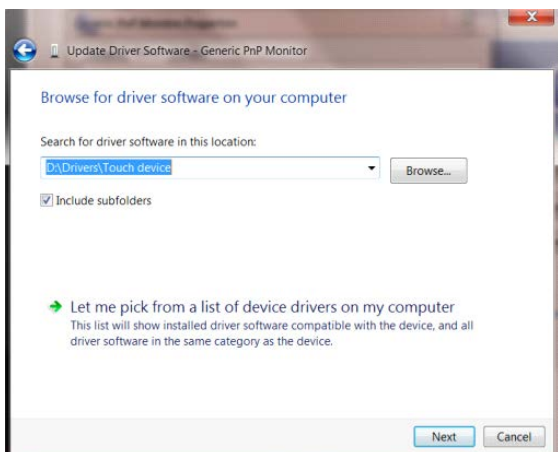 Update Driver Software - Generic PnP Monitor
Browse for driver software on your computer
Search for driver software in this location:
D:\Drivers\Touch device
Browse...
Include subfolders
Let me pick from a list of device drivers on my computer
This list will show installed driver software compatible with the device, and all
driver software in the same category as the device.
Next
Cancel